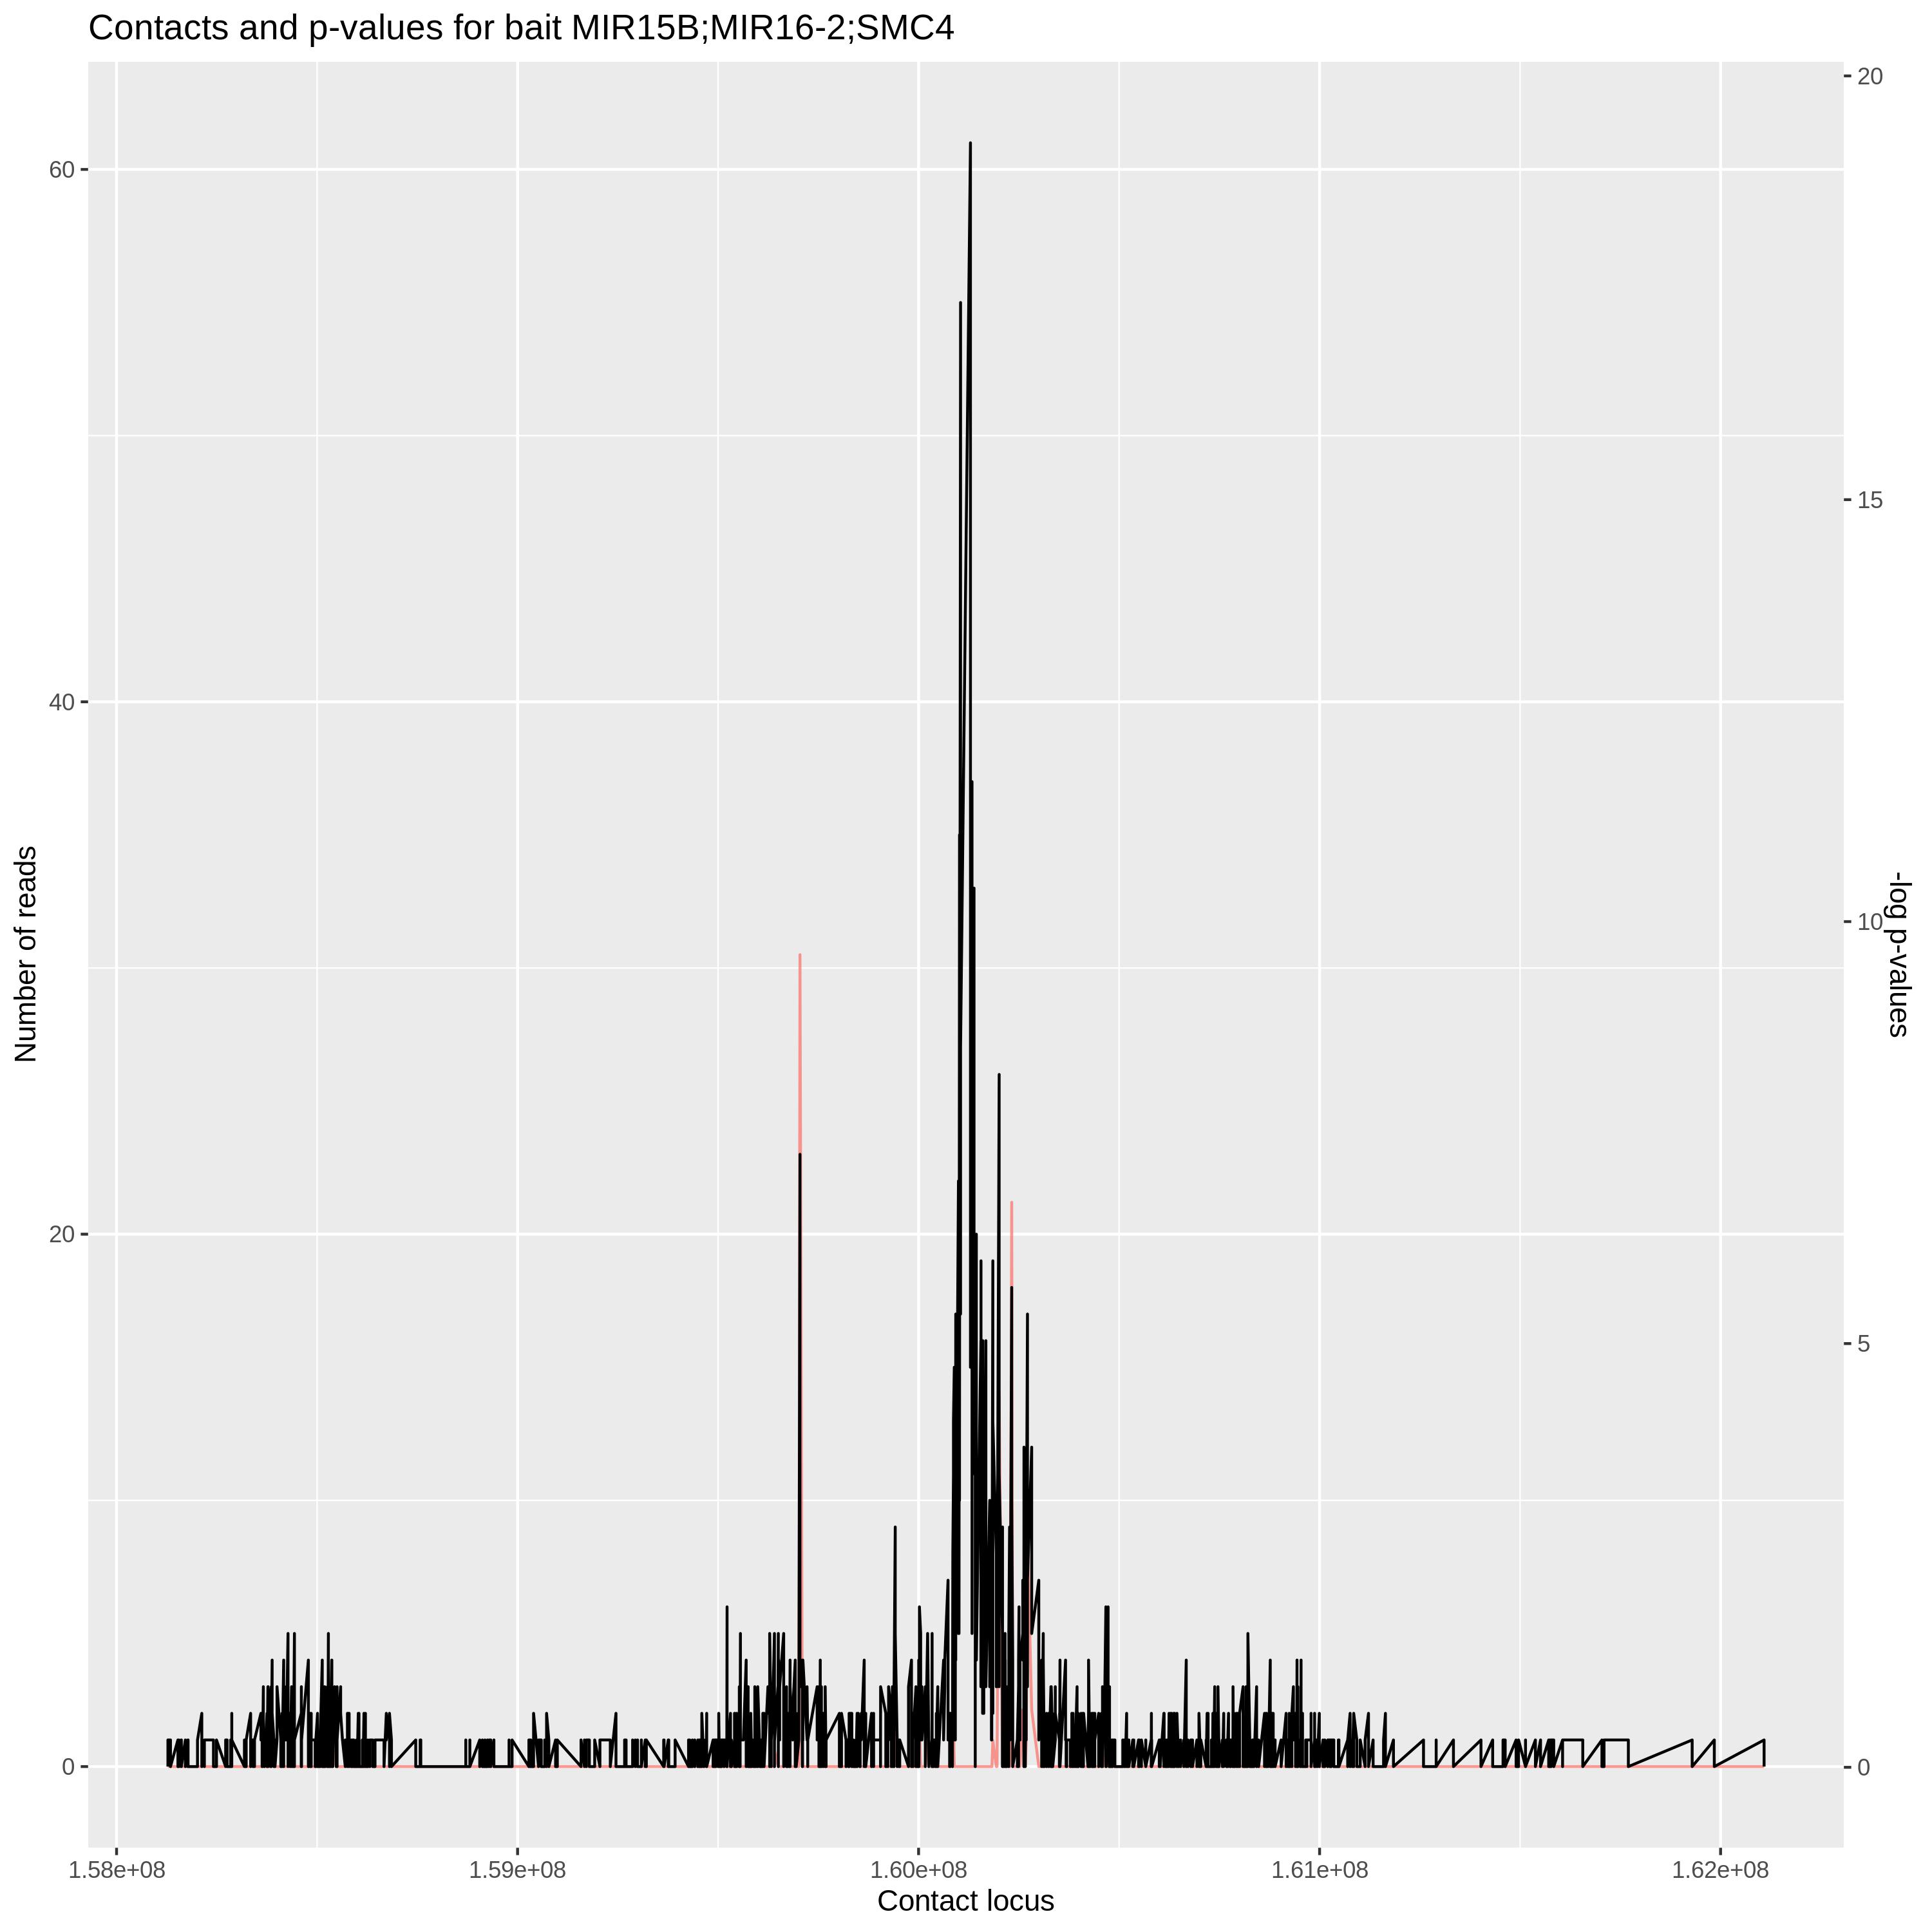 Contacts and p-values for bait MIR15B;MIR16-2;SMC4
Number of reads
60
40
20
0
20
15
10
5
0
-log p-values
1.58e+08
1.59e+08
1.60e+08
1.61e+08
1.62e+08
Contact locus